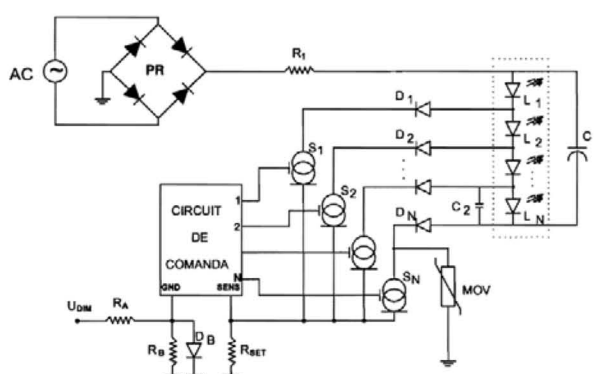 AC
PR
R1
D1
L1
L2
C
S1
D2
S2
C2
LN
DN
1
2
N
CIRCUIT
DE
COMANDA
GND
SENS
SN
MOV
UDIM
RA
RB
DB
RSET